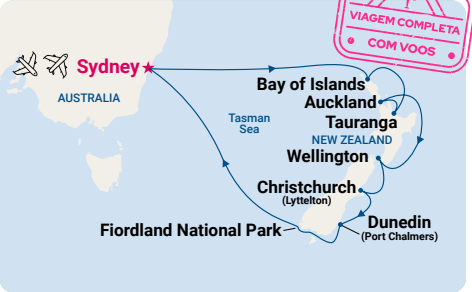 VIAGEM COMPLETA
COM VOOS
Sydney
AUSTRALIA
Bay of Islands
Auckland
Tauranga
Tasman
Sea
NEW ZEALAND
Wellington
Christchurch
(Lyttelton)
Fiordland National Park
Dunedin
(Port Chalmers)